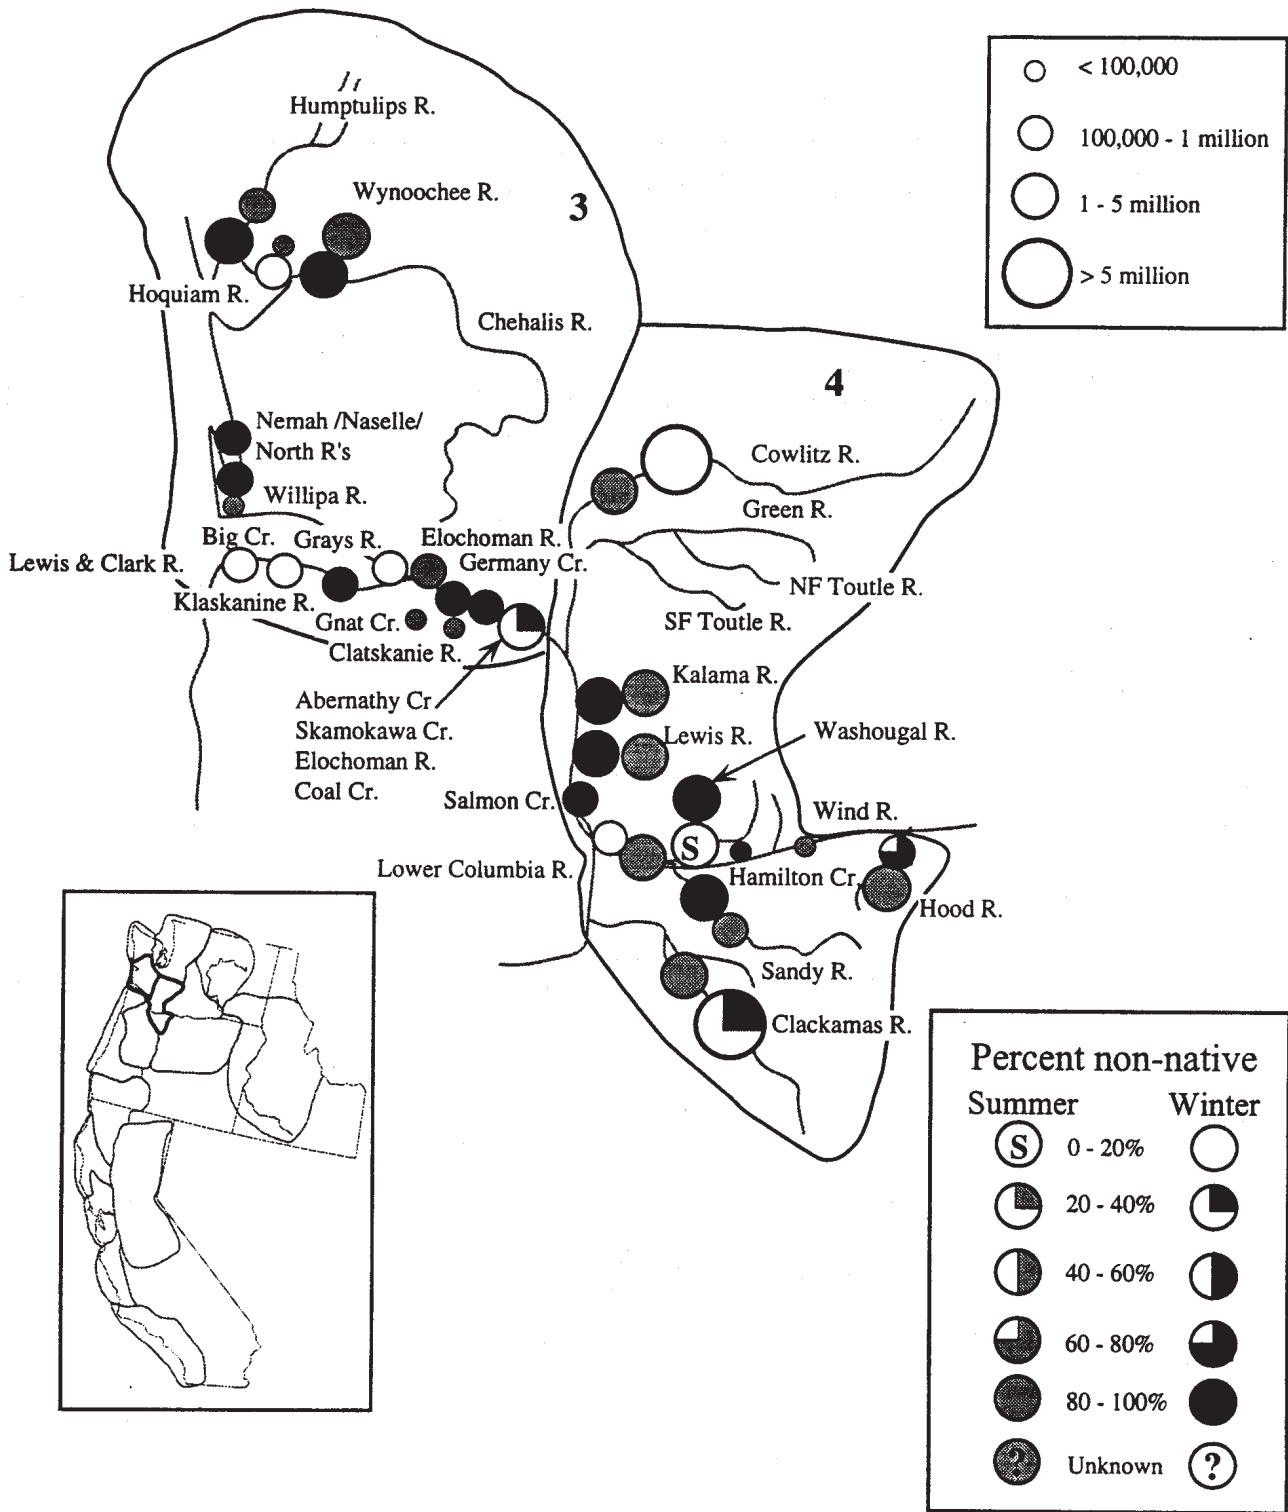 < 100,000
100,000 - 1 million
1 - 5 million
> 5 million
Humptulips R.
Wynoochee R.
3
Hoquiam R.
Chehalis R.
4
Nemah /Naselle/
North R's
Willipa R.
Cowlitz R.
Green R.
Big Cr.
Grays R.
Elochoman R.
Germany Cr.
Lewis & Clark R.
Klaskanine R.
NF Toutle R.
Gnat Cr.
SF Toutle R.
Clatskanie R.
Kalama R.
Abernathy Cr
Skamokawa Cr.
Elochoman R.
Coal Cr.
Lewis R.
Washougal R.
Salmon Cr.
Wind R.
S
Lower Columbia R.
Hamilton Cr.
Hood R.
Sandy R.
Clackamas R.
Percent non-native
Summer Winter
S 0 - 20%
20 - 40%
40 - 60%
60 - 80%
80 - 100%
? Unknown ?